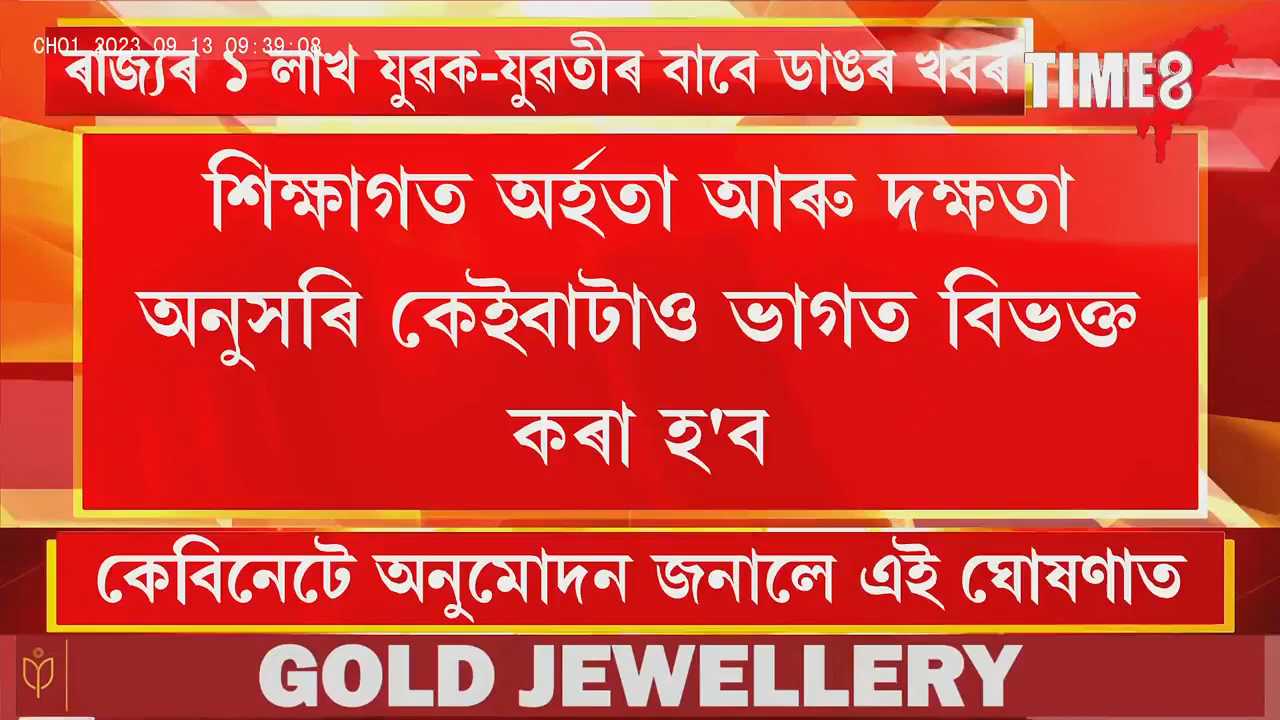 CH01 2023 09 13 09:39:08
ৰাজ্যৰ ১ লাখ যুৱক-যুৱতীৰ বাবে ডাঙৰ খবৰ
TIME8
শিক্ষাগত অৰ্হতা আৰু দক্ষতা
অনুসৰি কেইবাটাও ভাগত বিভক্ত
কৰা হ'ব
কেবিনেটে অনুমোদন জনালে এই ঘোষণাত
GOLD JEWELLERY